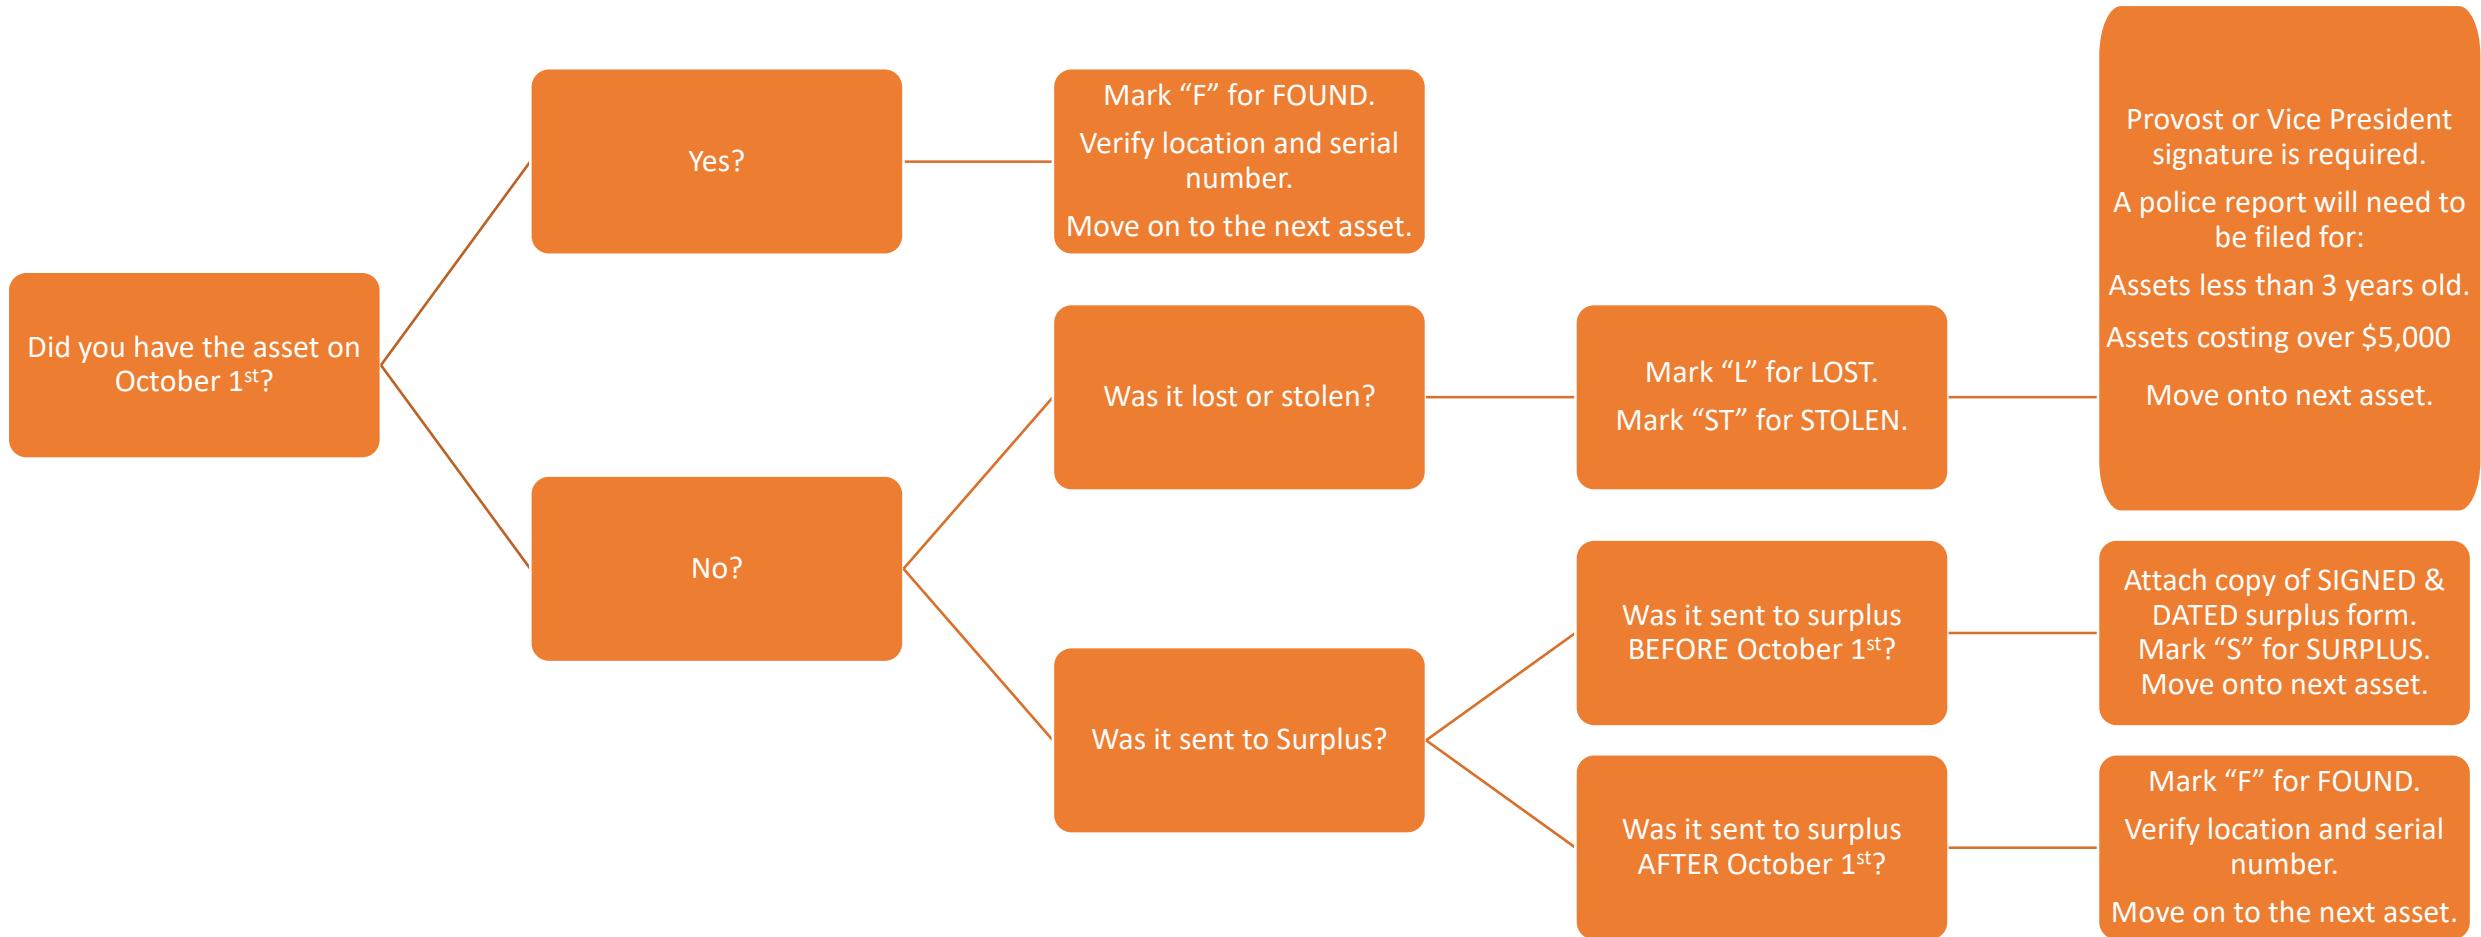 Did you have the asset on
October 1st?
Yes?
Mark “F” for FOUND.
Verify location and serial
number.
Move on to the next asset.
No?
Was it lost or stolen?
Mark “L” for LOST.
Mark “ST” for STOLEN.
Provost or Vice President
signature is required.
A police report will need to
be filed for:
Assets less than 3 years old.
Assets costing over $5,000
Move onto next asset.
Was it sent to Surplus?
Was it sent to surplus
BEFORE October 1st?
Attach copy of SIGNED &
DATED surplus form.
Mark “S” for SURPLUS.
Move onto next asset.
Was it sent to surplus
AFTER October 1st?
Mark “F” for FOUND.
Verify location and serial
number.
Move on to the next asset.